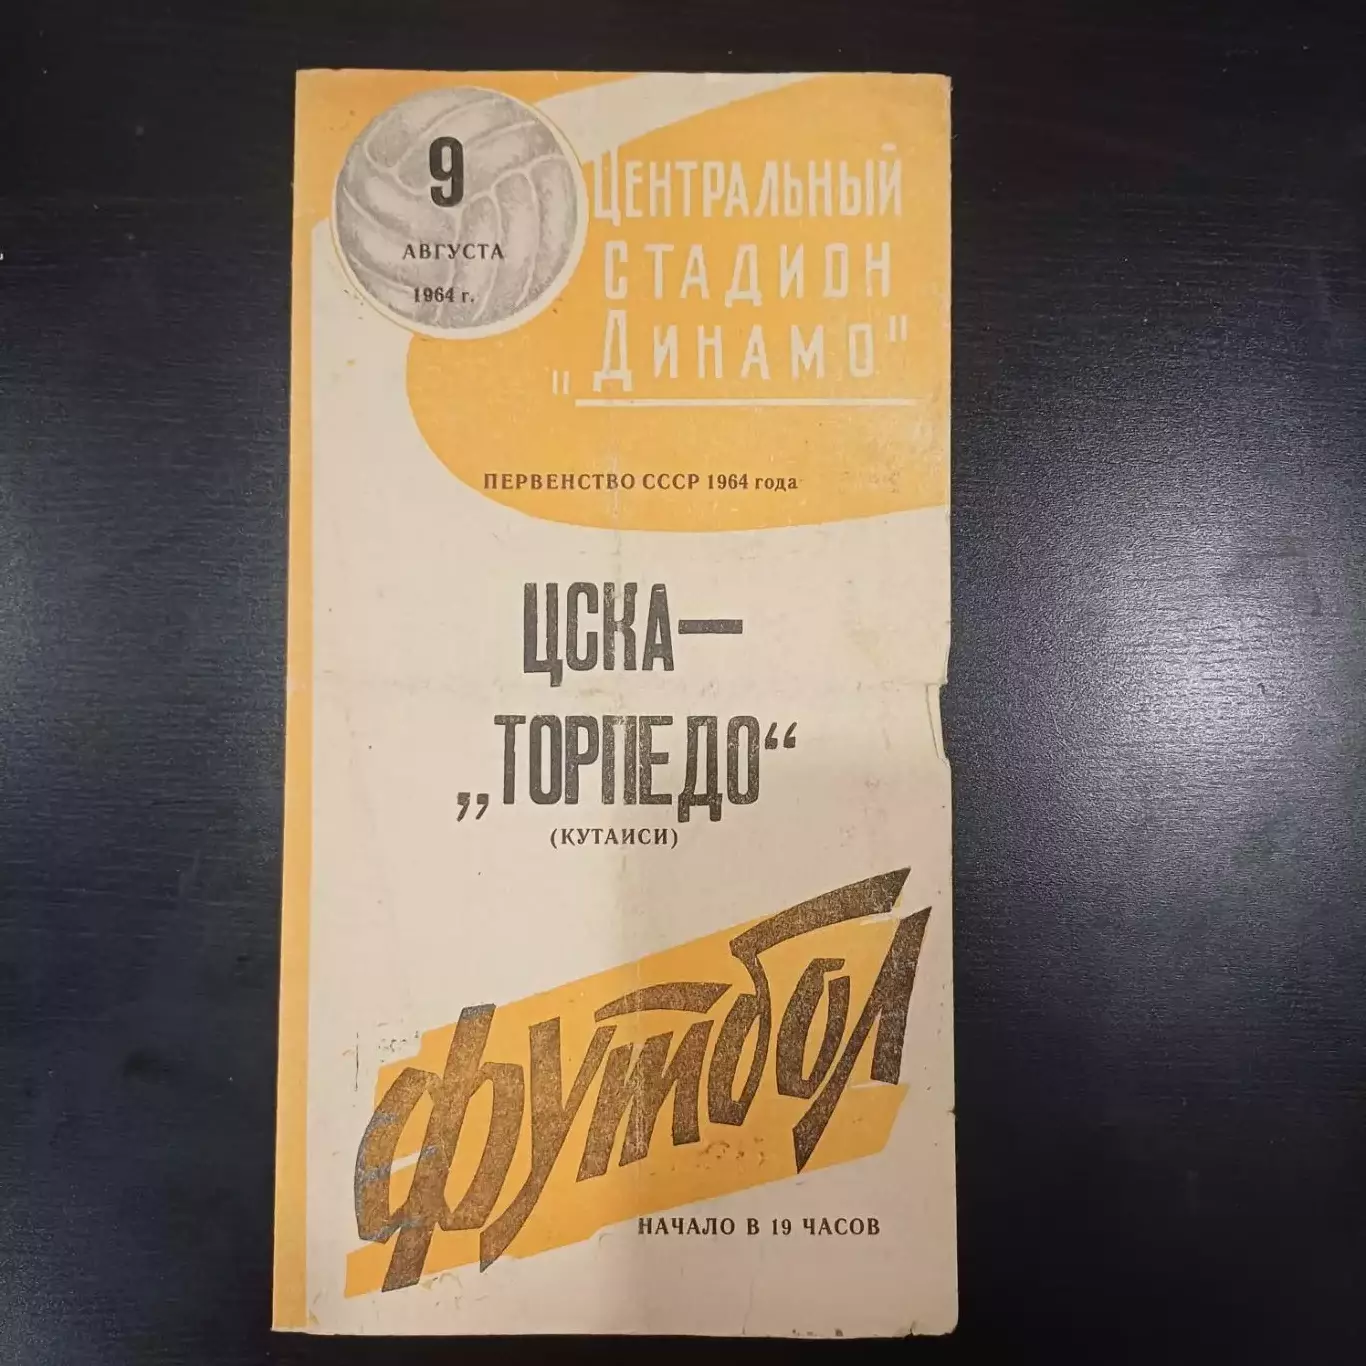 9
АВГУСТА
1964 г.
ЦЕНТРАЛЬНЫЙ
СТАДИОН
„ДИНАМО"
ПЕРВЕНСТВО СССР 1964 года
ЦСКА—
„ТОРПЕДО“
(КУТАИСИ)
футбол
НАЧАЛО В 19 ЧАСОВ